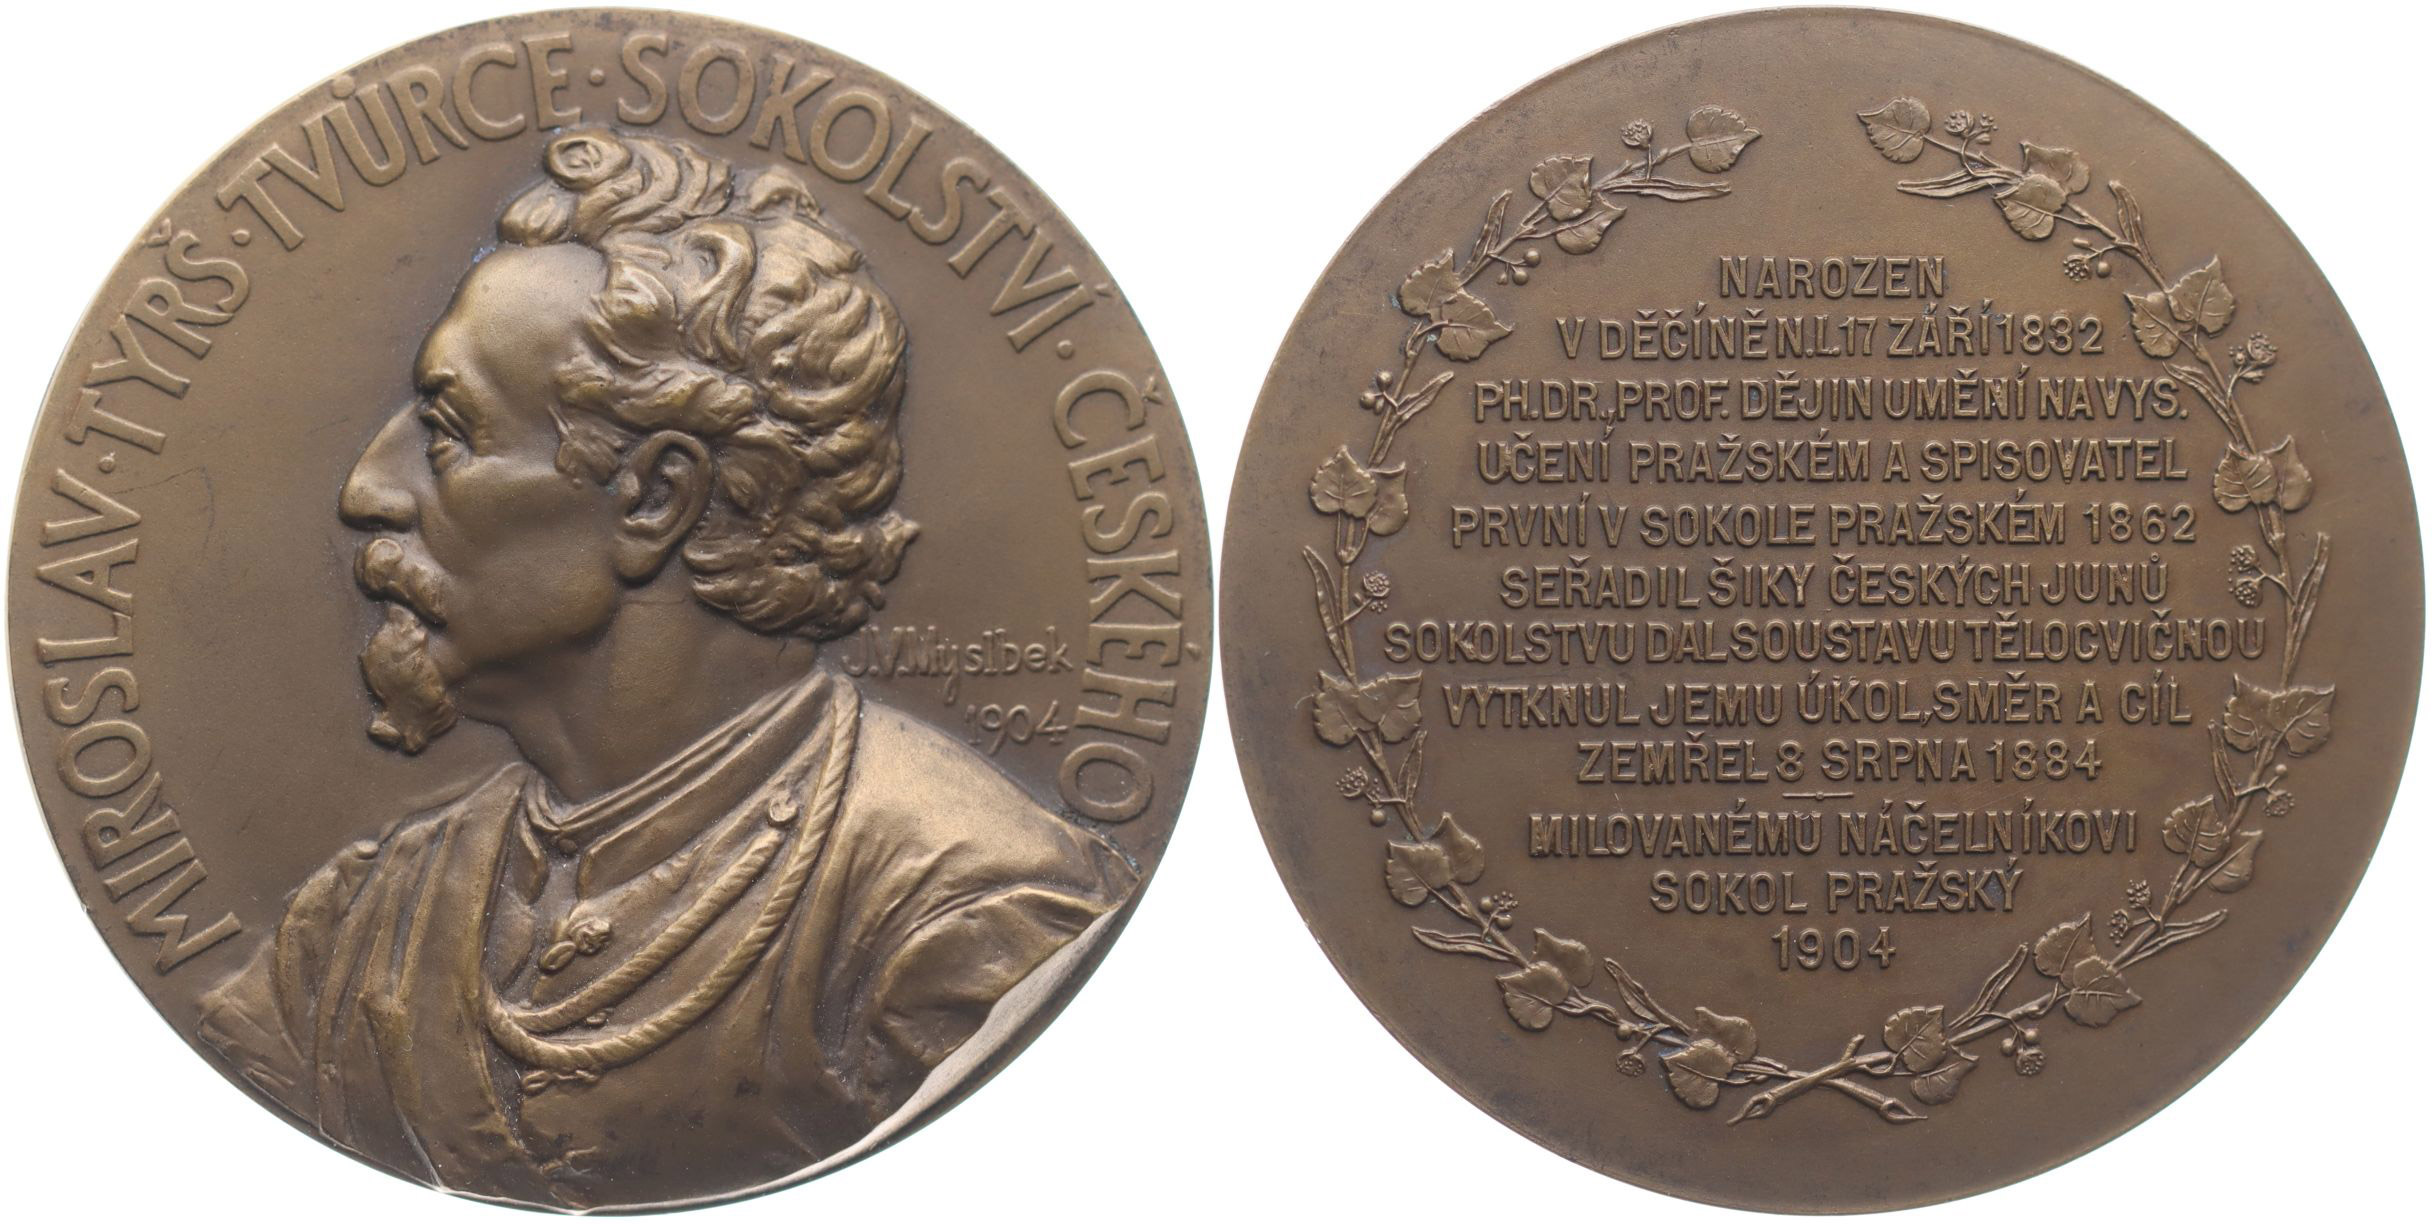 MIROSLAV · TYRŠ · TVŮRCE · SOKOLSTVÍ · ČESKÉHO
J.V.Myslbek
1904
NAROZEN
V DĚČÍNĚ N.L.17 ZÁŘÍ 1832
PH.DR., PROF. DĚJIN UMĚNÍ NA VYS.
UČENÍ PRAŽSKÉM A SPISOVATEL
PRVNÍ V SOKOLE PRAŽSKÉM 1862
SEŘADIL ŠIKY ČESKÝCH JUNŮ
SOKOLSTVU DAL SOUSTAVU TĚLOCVIČNOU
VYTKNUL JEMU ÚKOL, SMĚR A CÍL
ZEMŘEL 8 SRPNA 1884
MILOVANÉMU NÁČELNÍKOVI
SOKOL PRAŽSKÝ
1904